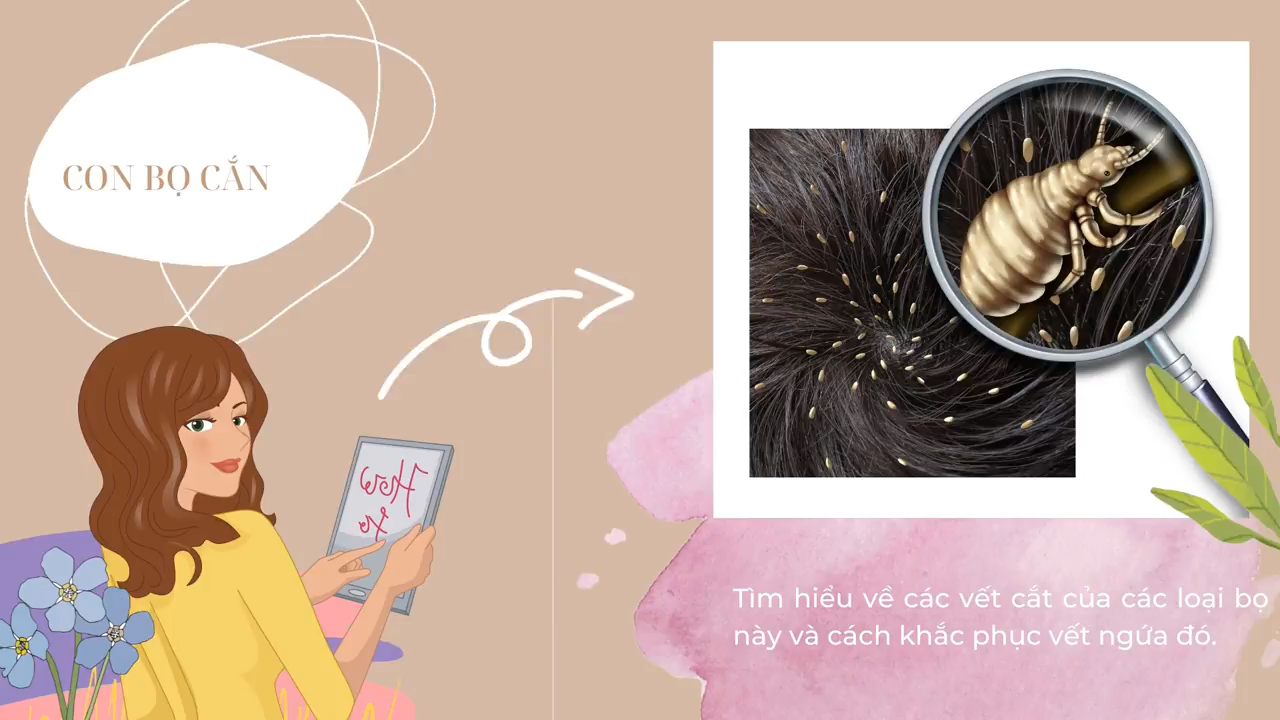 CON BỌ CẮN
Tìm hiểu về các vết cắt của các loại bọ
này và cách khắc phục vết ngứa đó.